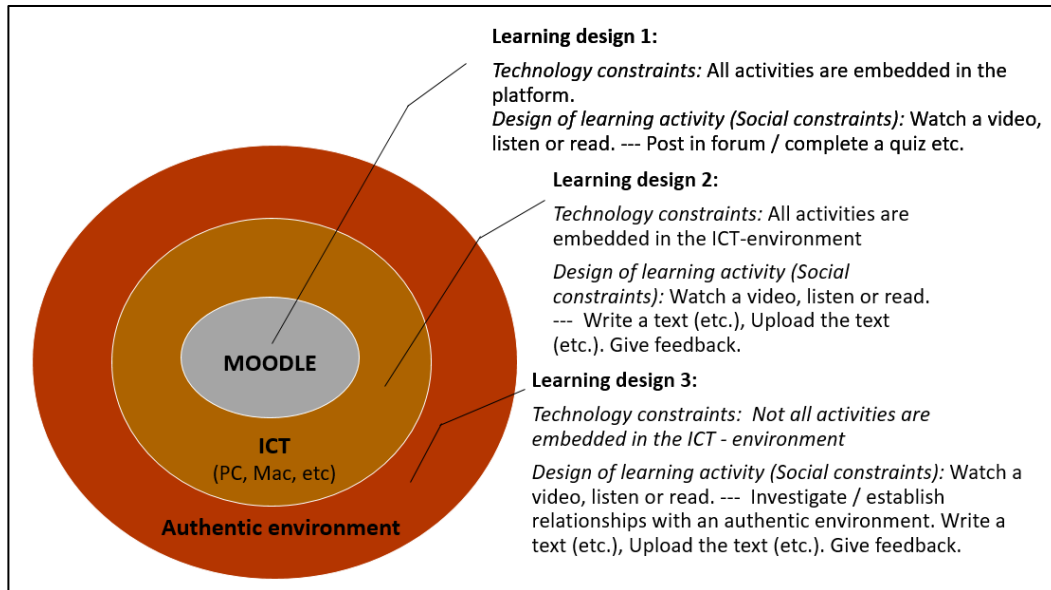 Learning design 1:
Technology constraints: All activities are embedded in the
platform.
Design of learning activity (Social constraints): Watch a video,
listen or read. --- Post in forum / complete a quiz etc.
Learning design 2:
Technology constraints: All activities are
embedded in the ICT-environment
Design of learning activity (Social
constraints): Watch a video, listen or read.
--- Write a text (etc.), Upload the text
(etc.). Give feedback.
Learning design 3:
Technology constraints: Not all activities are
embedded in the ICT - environment
Design of learning activity (Social constraints): Watch a
video, listen or read. --- Investigate / establish
relationships with an authentic environment. Write a
text (etc.), Upload the text (etc.). Give feedback.
MOODLE
ICT
(PC, Mac, etc)
Authentic environment